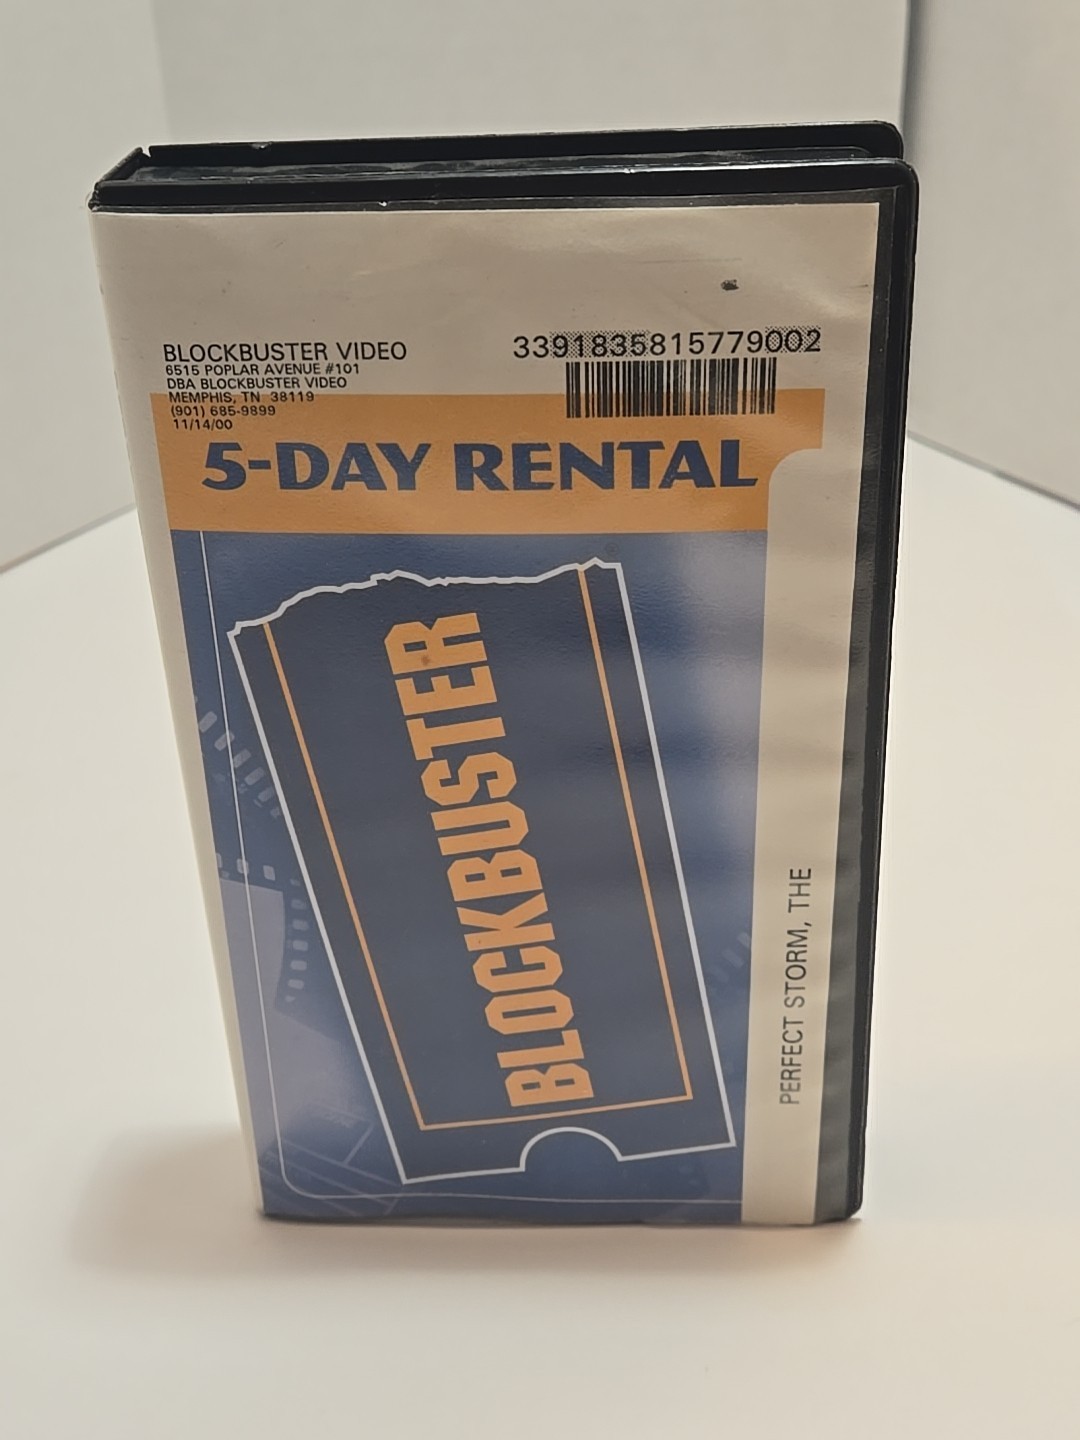 BLOCKBUSTER VIDEO
6515 POPLAR AVENUE #101
DBA BLOCKBUSTER VIDEO
MEMPHIS, TN 38119
(901) 685-9899
11/14/00
3391835815779002
5-DAY RENTAL
BLOCKBUSTER
®
PERFECT STORM, THE